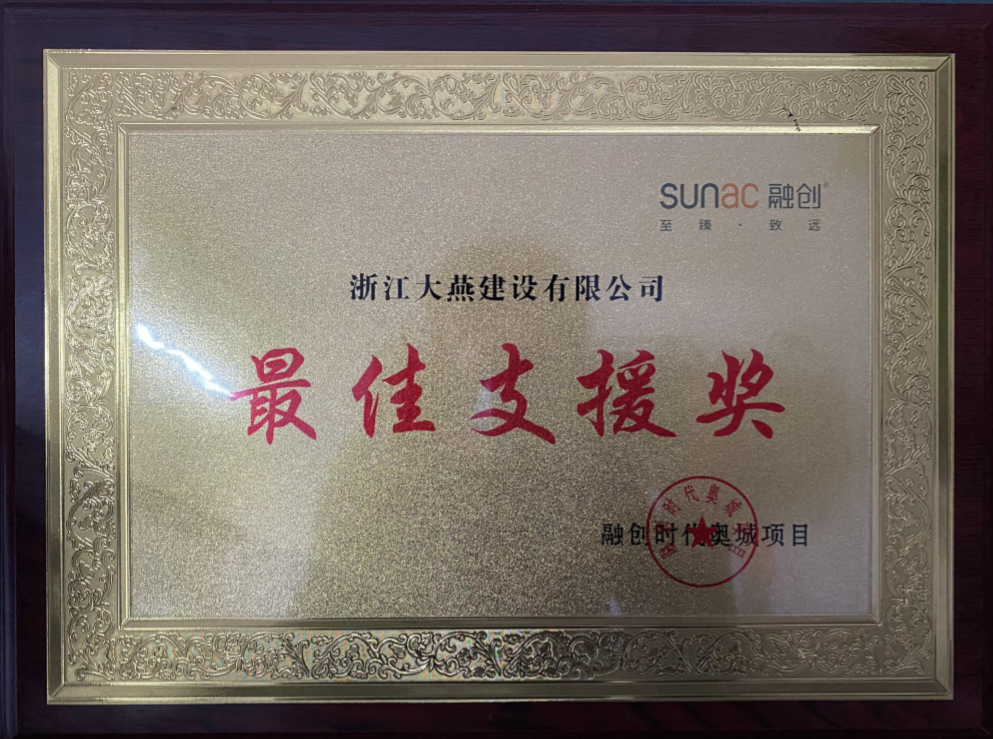 sunac 融创®
至 臻 · 致 远
浙江大燕建设有限公司
最佳支援奖
融创时代奥城项目